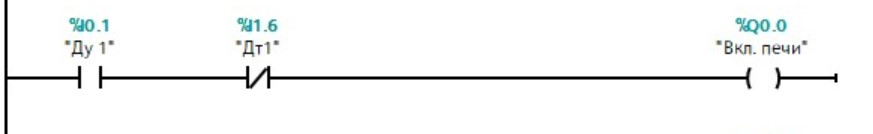 %I0.1
"Ду 1"
%I1.6
"Дт1"
%Q0.0
"Вкл. печи"